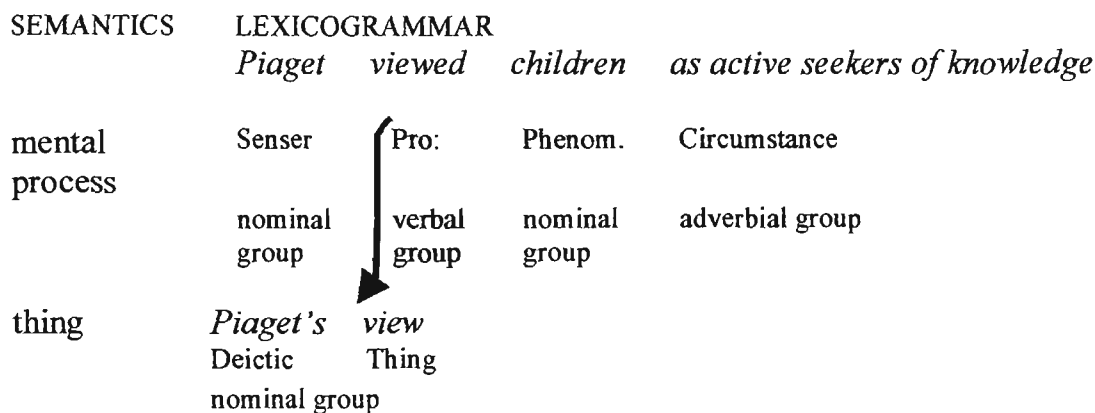 SEMANTICS LEXICOGRAMMAR
Piaget viewed children as active seekers of knowledge
mental Senser Pro: Phenom. Circumstance
process
nominal verbal nominal adverbial group
group group group
thing Piaget's view
Deictic Thing
nominal group